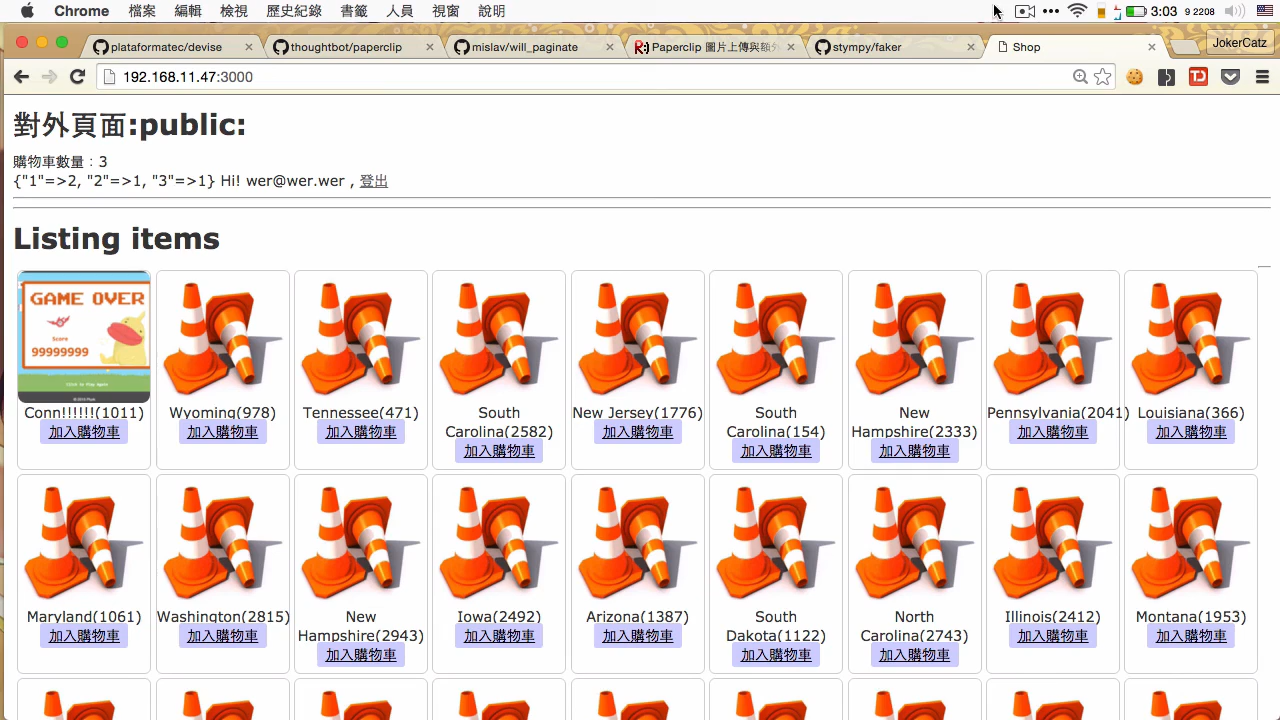 Chrome 檔案 編輯 檢視 歷史紀錄 書籤 人員 視窗 說明 3:03 9 2208
plataformatec/devise thoughtbot/paperclip mislav/will_paginate Paperclip 圖片上傳與額外 stympy/faker Shop JokerCatz
192.168.11.47:3000
對外頁面:public:
購物車數量：3
{"1"=>2, "2"=>1, "3"=>1} Hi! wer@wer.wer , 登出
Listing items
GAME OVER
Score
99999999
Click to Play Again
Conn!!!!!!(1011)
加入購物車
Wyoming(978)
加入購物車
Tennessee(471)
加入購物車
South
Carolina(2582)
加入購物車
New Jersey(1776)
加入購物車
South
Carolina(154)
加入購物車
New
Hampshire(2333)
加入購物車
Pennsylvania(2041)
加入購物車
Louisiana(366)
加入購物車
Maryland(1061)
加入購物車
Washington(2815)
加入購物車
New
Hampshire(2943)
加入購物車
Iowa(2492)
加入購物車
Arizona(1387)
加入購物車
South
Dakota(1122)
加入購物車
North
Carolina(2743)
加入購物車
Illinois(2412)
加入購物車
Montana(1953)
加入購物車